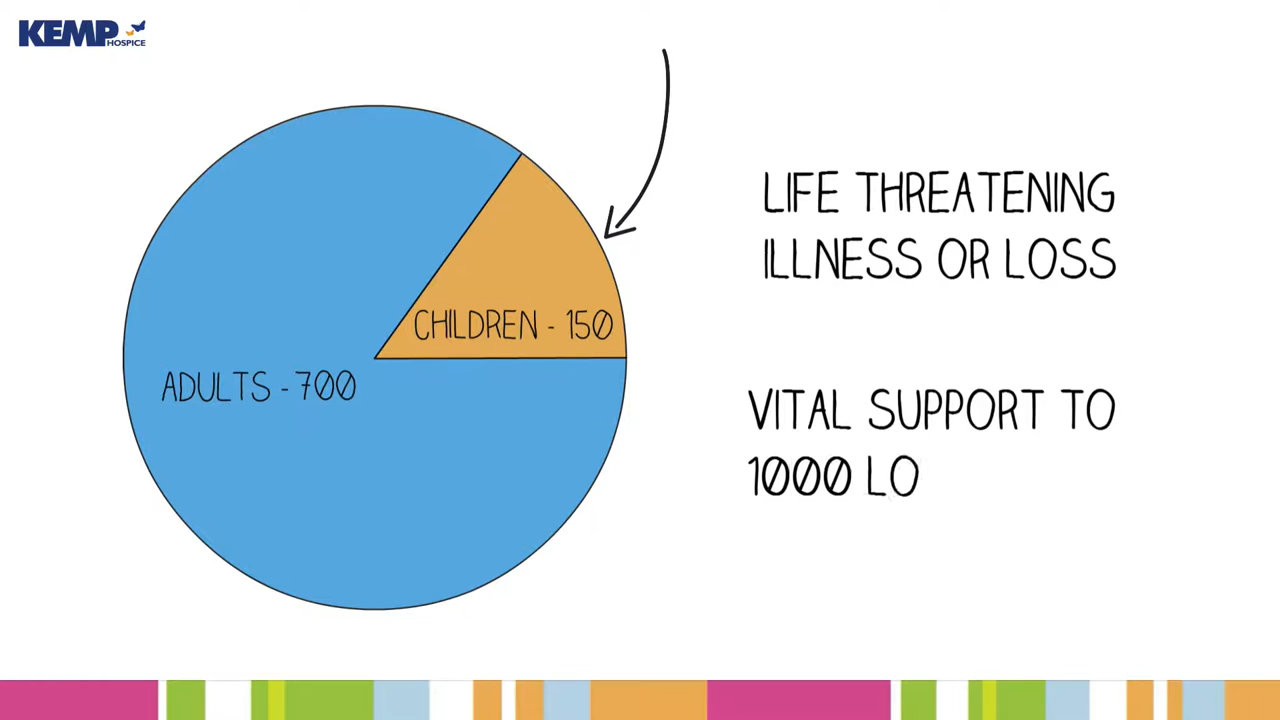 KEMP
HOSPICE
LIFE THREATENING
ILLNESS OR LOSS
CHILDREN - 150
ADULTS - 700
VITAL SUPPORT TO
1000 LO